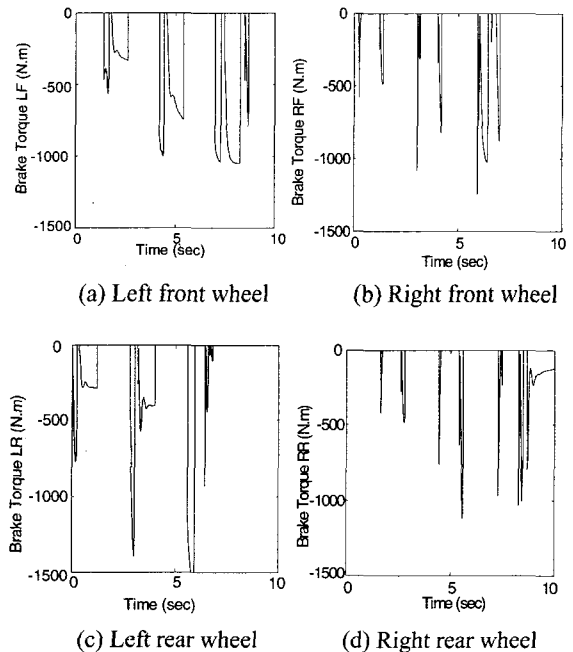 0
-500
-1000
-1500
Brake Torque LF (N.m)
0
5
10
Time (sec)
(a) Left front wheel
0
-500
-1000
-1500
Brake Torque RF (N.m)
0
5
10
Time (sec)
(b) Right front wheel
0
-500
-1000
-1500
Brake Torque LR (N.m)
0
5
10
Time (sec)
(c) Left rear wheel
0
-500
-1000
-1500
Brake Torque RR (N.m)
0
5
10
Time (sec)
(d) Right rear wheel